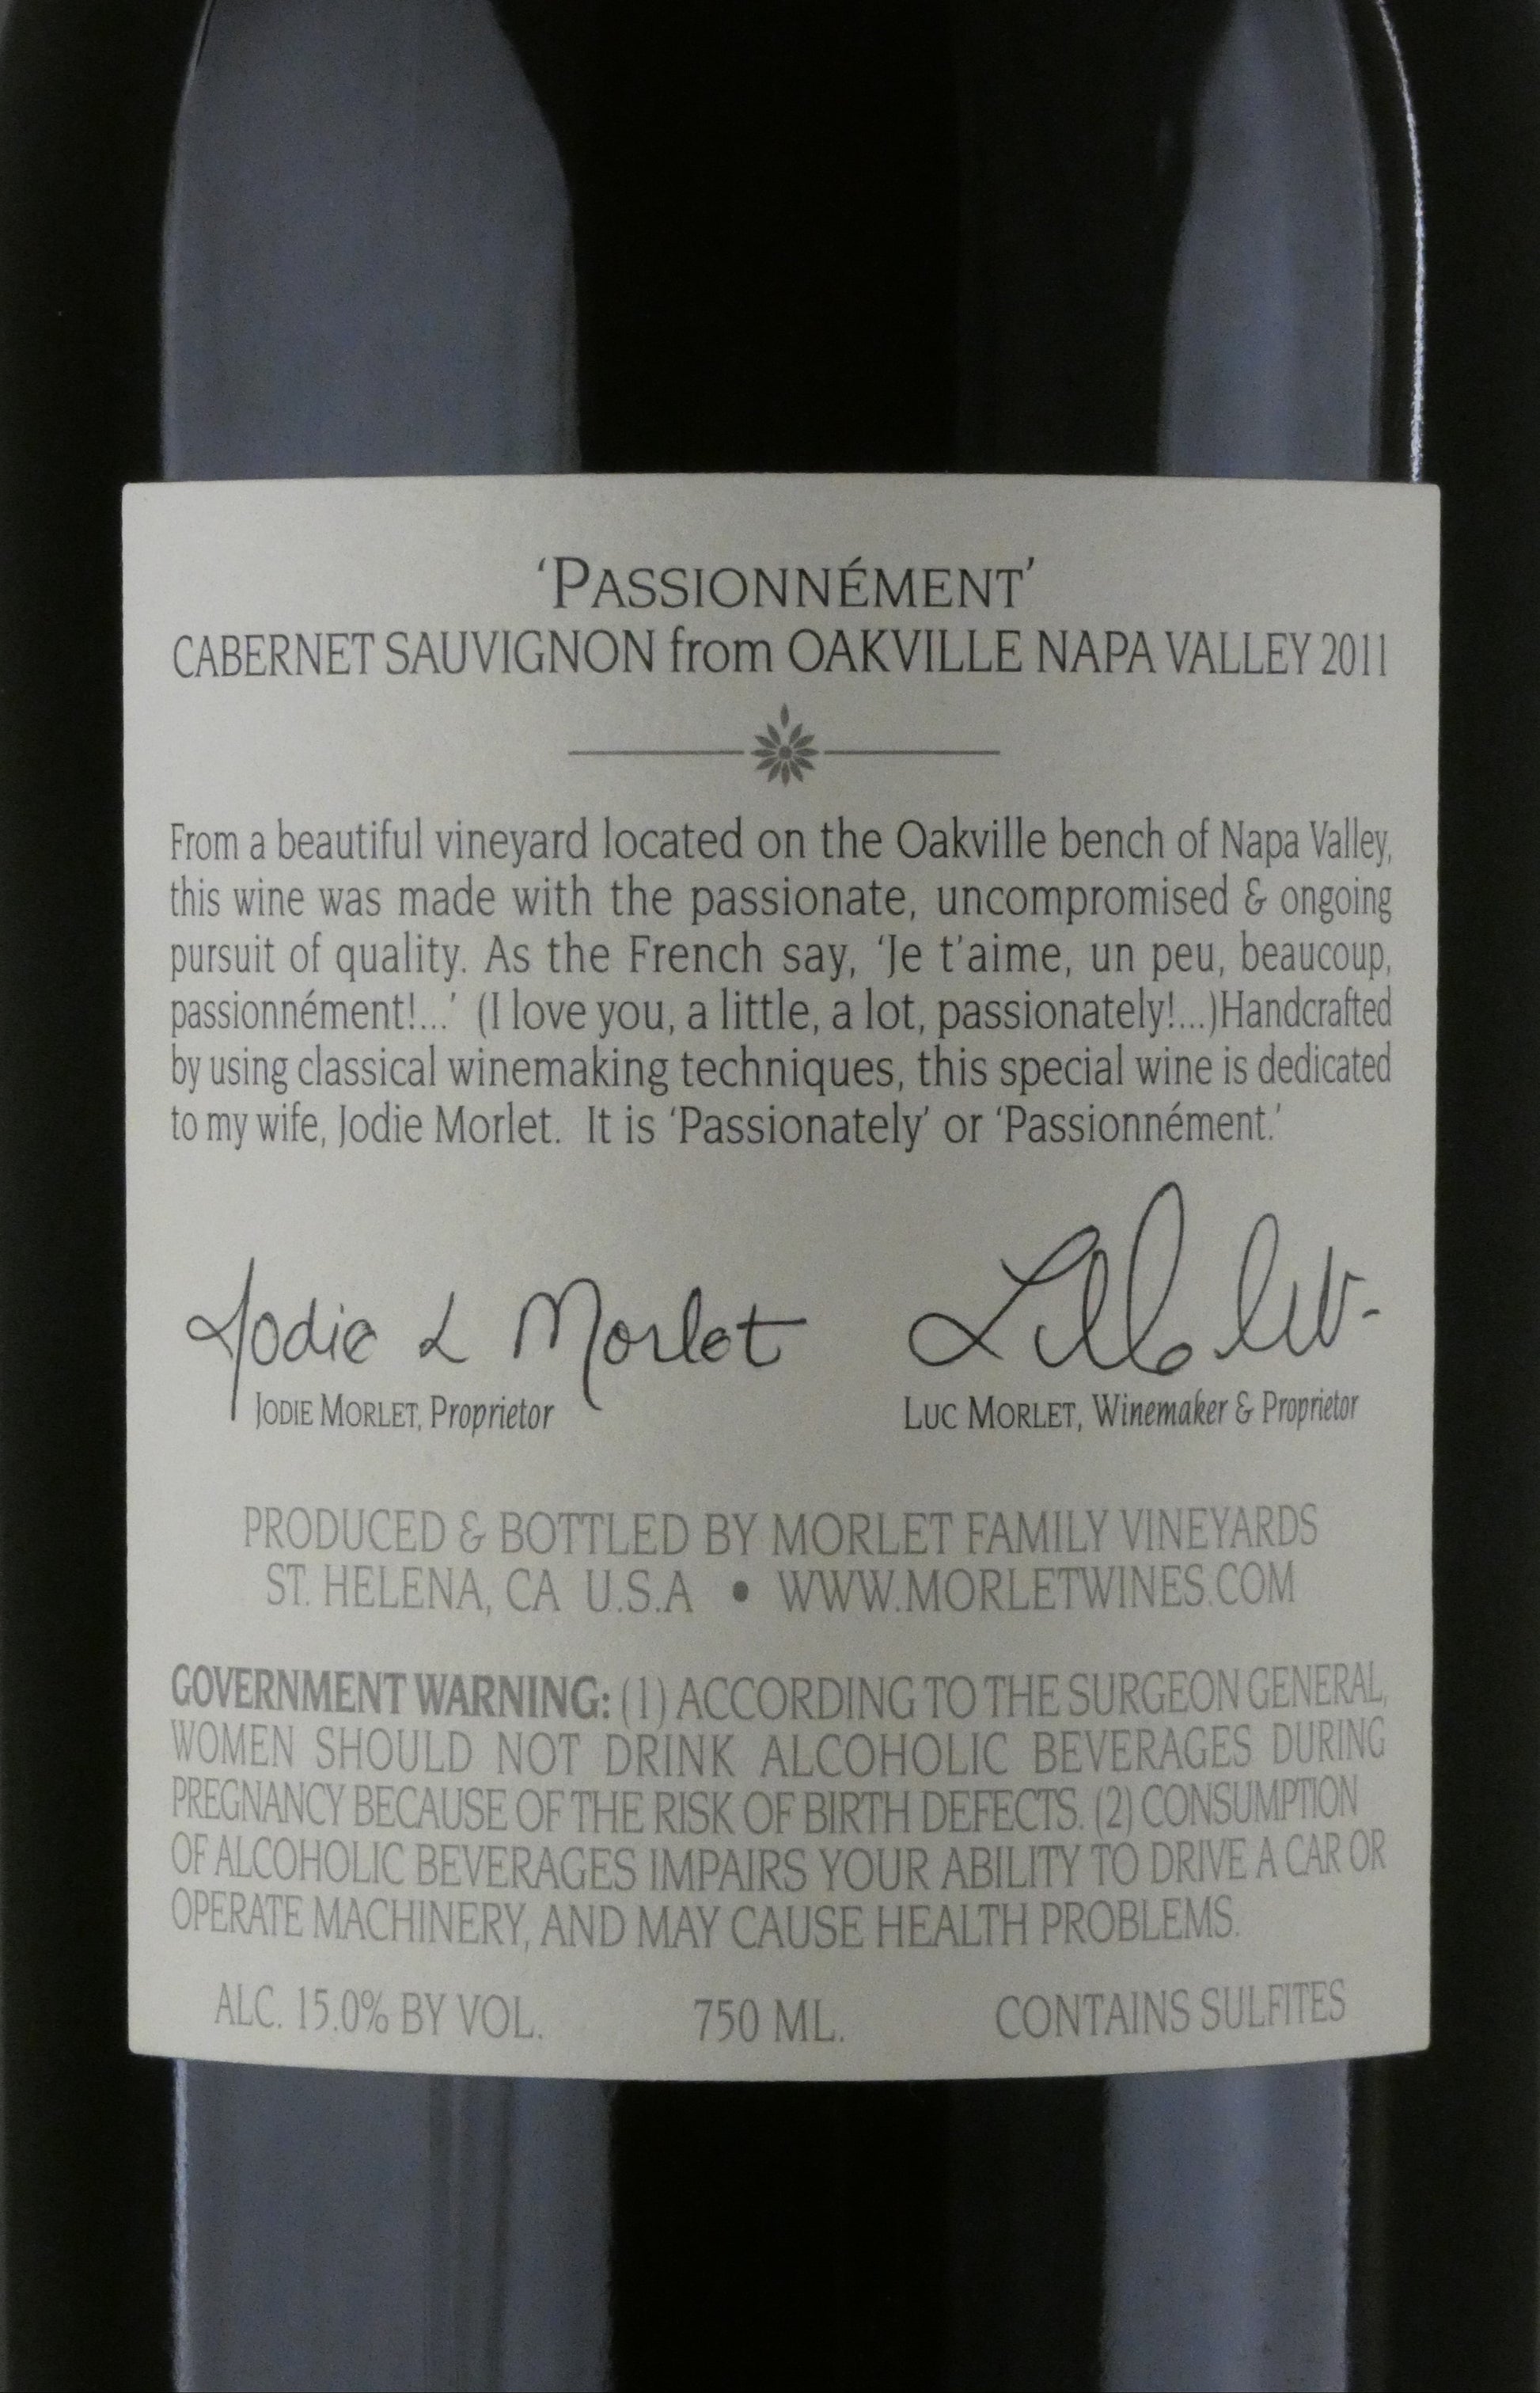 ‘PASSIONNÉMENT’
CABERNET SAUVIGNON from OAKVILLE NAPA VALLEY 2011
From a beautiful vineyard located on the Oakville bench of Napa Valley,
this wine was made with the passionate, uncompromised & ongoing
pursuit of quality. As the French say, ‘Je t’aime, un peu, beaucoup,
passionnément!...’ (I love you, a little, a lot, passionately!...)Handcrafted
by using classical winemaking techniques, this special wine is dedicated
to my wife, Jodie Morlet. It is ‘Passionately’ or ‘Passionnément.’
Jodie L Morlet
JODIE MORLET, Proprietor
LUC MORLET, Winemaker & Proprietor
PRODUCED & BOTTLED BY MORLET FAMILY VINEYARDS
ST. HELENA, CA U.S.A • WWW.MORLETWINES.COM
GOVERNMENT WARNING: (1) ACCORDING TO THE SURGEON GENERAL,
WOMEN SHOULD NOT DRINK ALCOHOLIC BEVERAGES DURING
PREGNANCY BECAUSE OF THE RISK OF BIRTH DEFECTS. (2) CONSUMPTION
OF ALCOHOLIC BEVERAGES IMPAIRS YOUR ABILITY TO DRIVE A CAR OR
OPERATE MACHINERY, AND MAY CAUSE HEALTH PROBLEMS.
ALC. 15.0% BY VOL. 750 ML. CONTAINS SULFITES